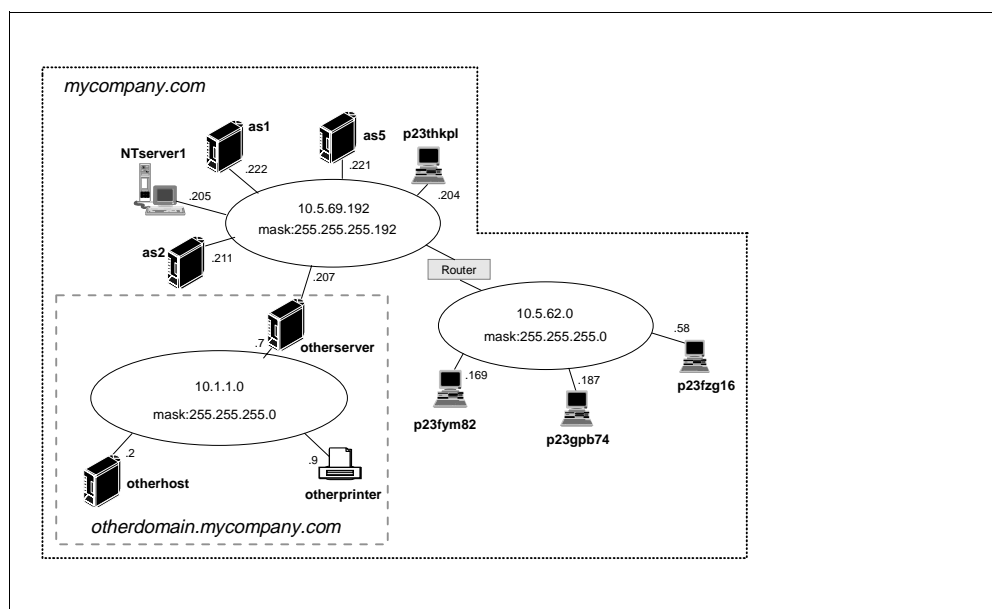 mycompany.com
as1
as5
p23thkpl
NTserver1
.222
.221
.204
.205
10.5.69.192
mask:255.255.255.192
as2
.211
.207
Router
otherserver
.7
10.5.62.0
mask:255.255.255.0
.58
p23fzg16
.169
p23fym82
.187
p23gpb74
10.1.1.0
mask:255.255.255.0
.2
otherhost
.9
otherprinter
otherdomain.mycompany.com